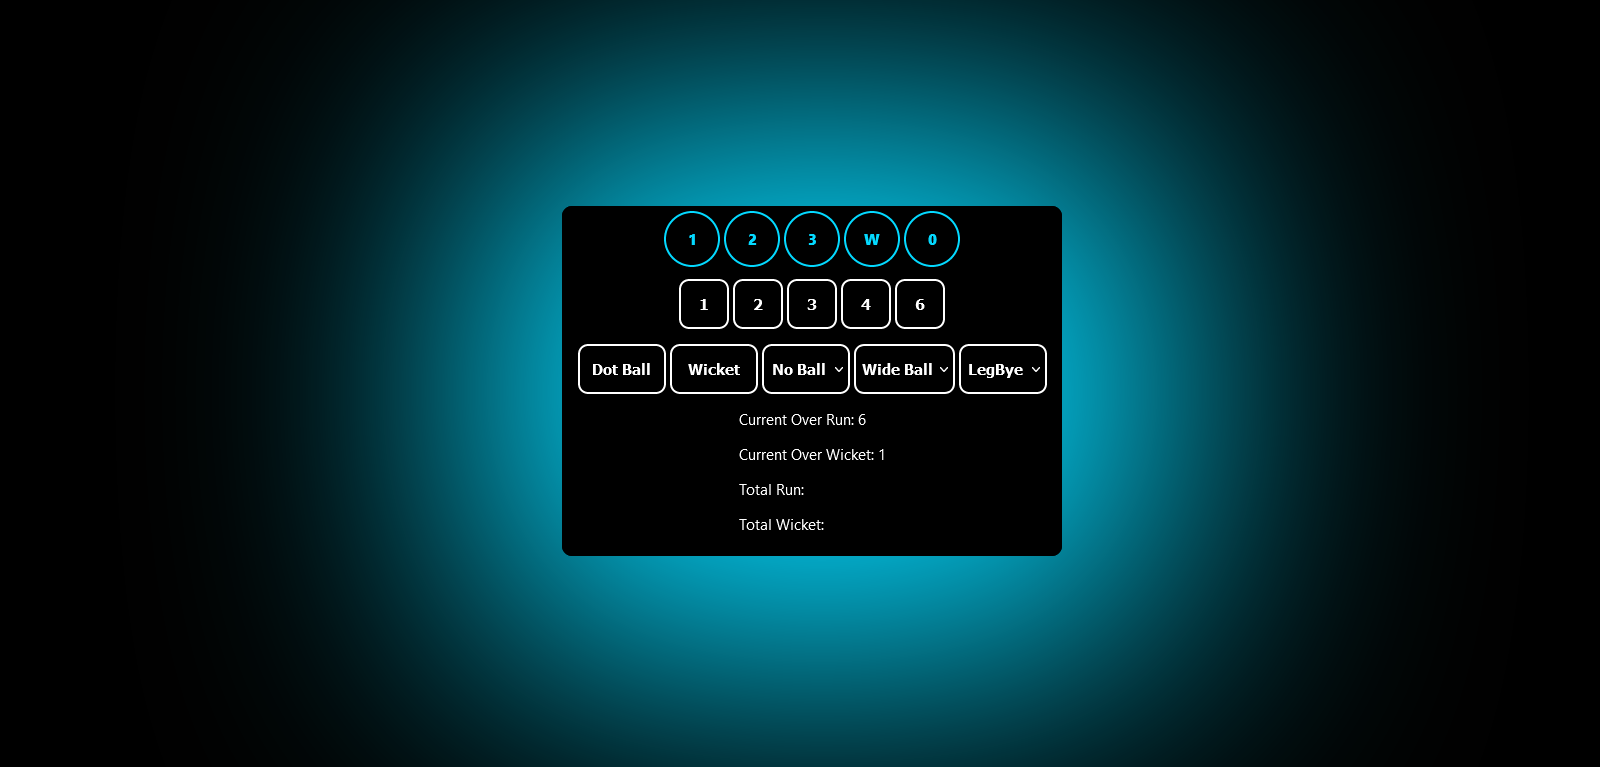 1 2 3 W 0
1 2 3 4 6
Dot Ball Wicket No Ball Wide Ball LegBye
Current Over Run: 6
Current Over Wicket: 1
Total Run:
Total Wicket: